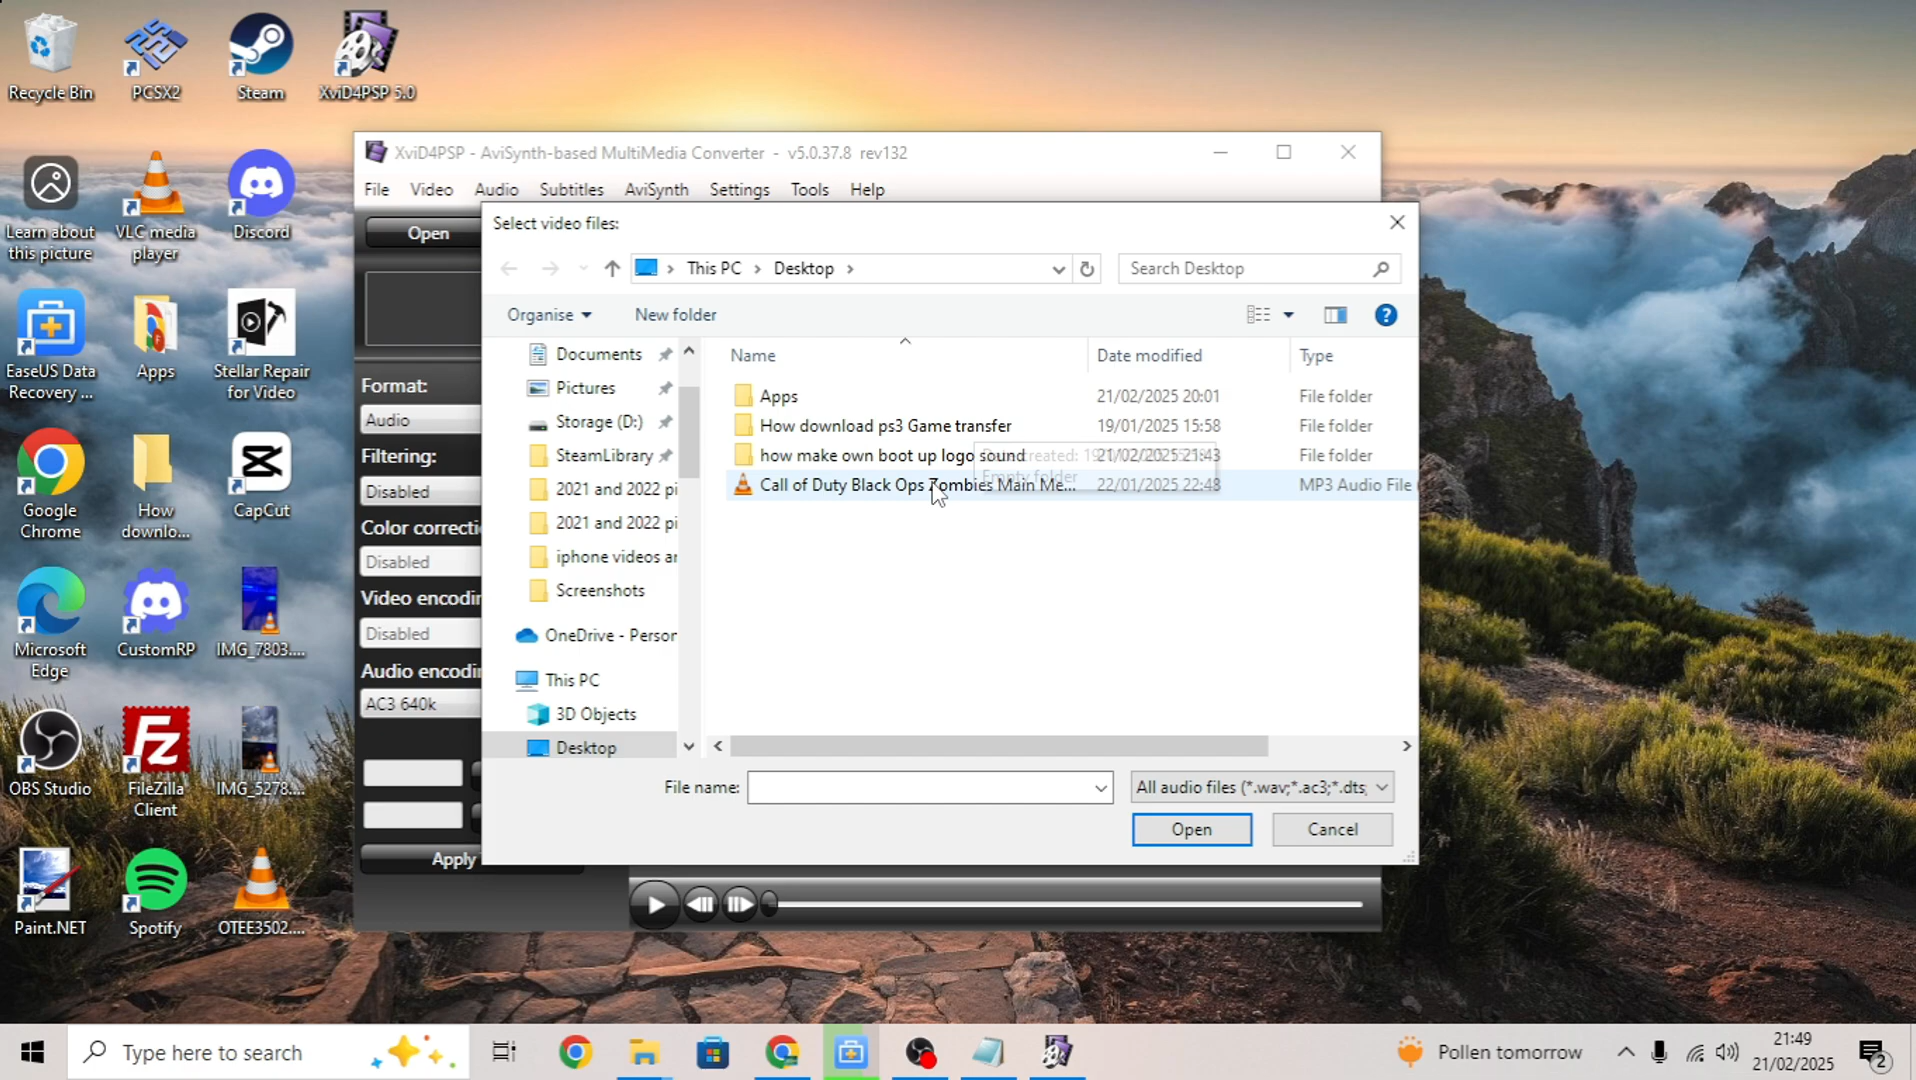 Recycle Bin
PCSX2
Steam
XviD4PSP 5.0
Learn about
this picture
VLC media
player
Discord
EaseUS Data
Recovery ...
Apps
Stellar Repair
for Video
Google
Chrome
How
downlo...
CapCut
Microsoft
Edge
CustomRP
IMG_7803....
OBS Studio
FileZilla
Client
IMG_5278....
Paint.NET
Spotify
OTEE3502....
XviD4PSP - AviSynth-based MultiMedia Converter - v5.0.37.8 rev132
File Video Audio Subtitles AviSynth Settings Tools Help
Open
Format:
Audio
Filtering:
Disabled
Color correcti
Disabled
Video encodi
Disabled
Audio encodi
AC3 640k
Apply
Select video files:
This PC > Desktop >
Search Desktop
Organise
New folder
Documents
Pictures
Storage (D:)
SteamLibrary
2021 and 2022 pi
2021 and 2022 pi
iphone videos ar
Screenshots
OneDrive - Person
This PC
3D Objects
Desktop
Name Date modified Type
Apps 21/02/2025 20:01 File folder
How download ps3 Game transfer 19/01/2025 15:58 File folder
how make own boot up logo sound 21/02/2025 21:43 File folder
Empty folder
Call of Duty Black Ops Zombies Main Me... 22/01/2025 22:48 MP3 Audio File
File name:
All audio files (*.wav;*.ac3;*.dts,
Open
Cancel
Type here to search
Pollen tomorrow
21:49
21/02/2025
2